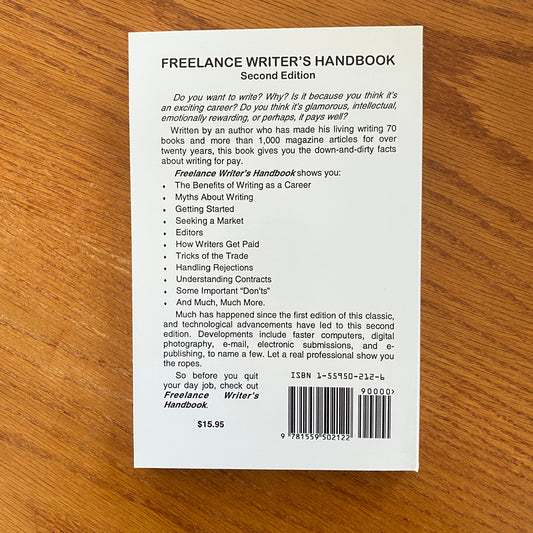 FREELANCE WRITER'S HANDBOOK
Second Edition
Do you want to write? Why? Is it because you think it's
an exciting career? Do you think it's glamorous, intellectual,
emotionally rewarding, or perhaps, it pays well?
Written by an author who has made his living writing 70
books and more than 1,000 magazine articles for over
twenty years, this book gives you the down-and-dirty facts
about writing for pay.
Freelance Writer's Handbook shows you:
• The Benefits of Writing as a Career
• Myths About Writing
• Getting Started
• Seeking a Market
• Editors
• How Writers Get Paid
• Tricks of the Trade
• Handling Rejections
• Understanding Contracts
• Some Important "Don'ts"
• And Much, Much More.
Much has happened since the first edition of this classic,
and technological advancements have led to this second
edition. Developments include faster computers, digital
photography, e-mail, electronic submissions, and e-
publishing, to name a few. Let a real professional show you
the ropes.
So before you quit
your day job, check out
Freelance Writer's
Handbook.
$15.95
ISBN 1-55950-212-6
90000>
9 781559 502122